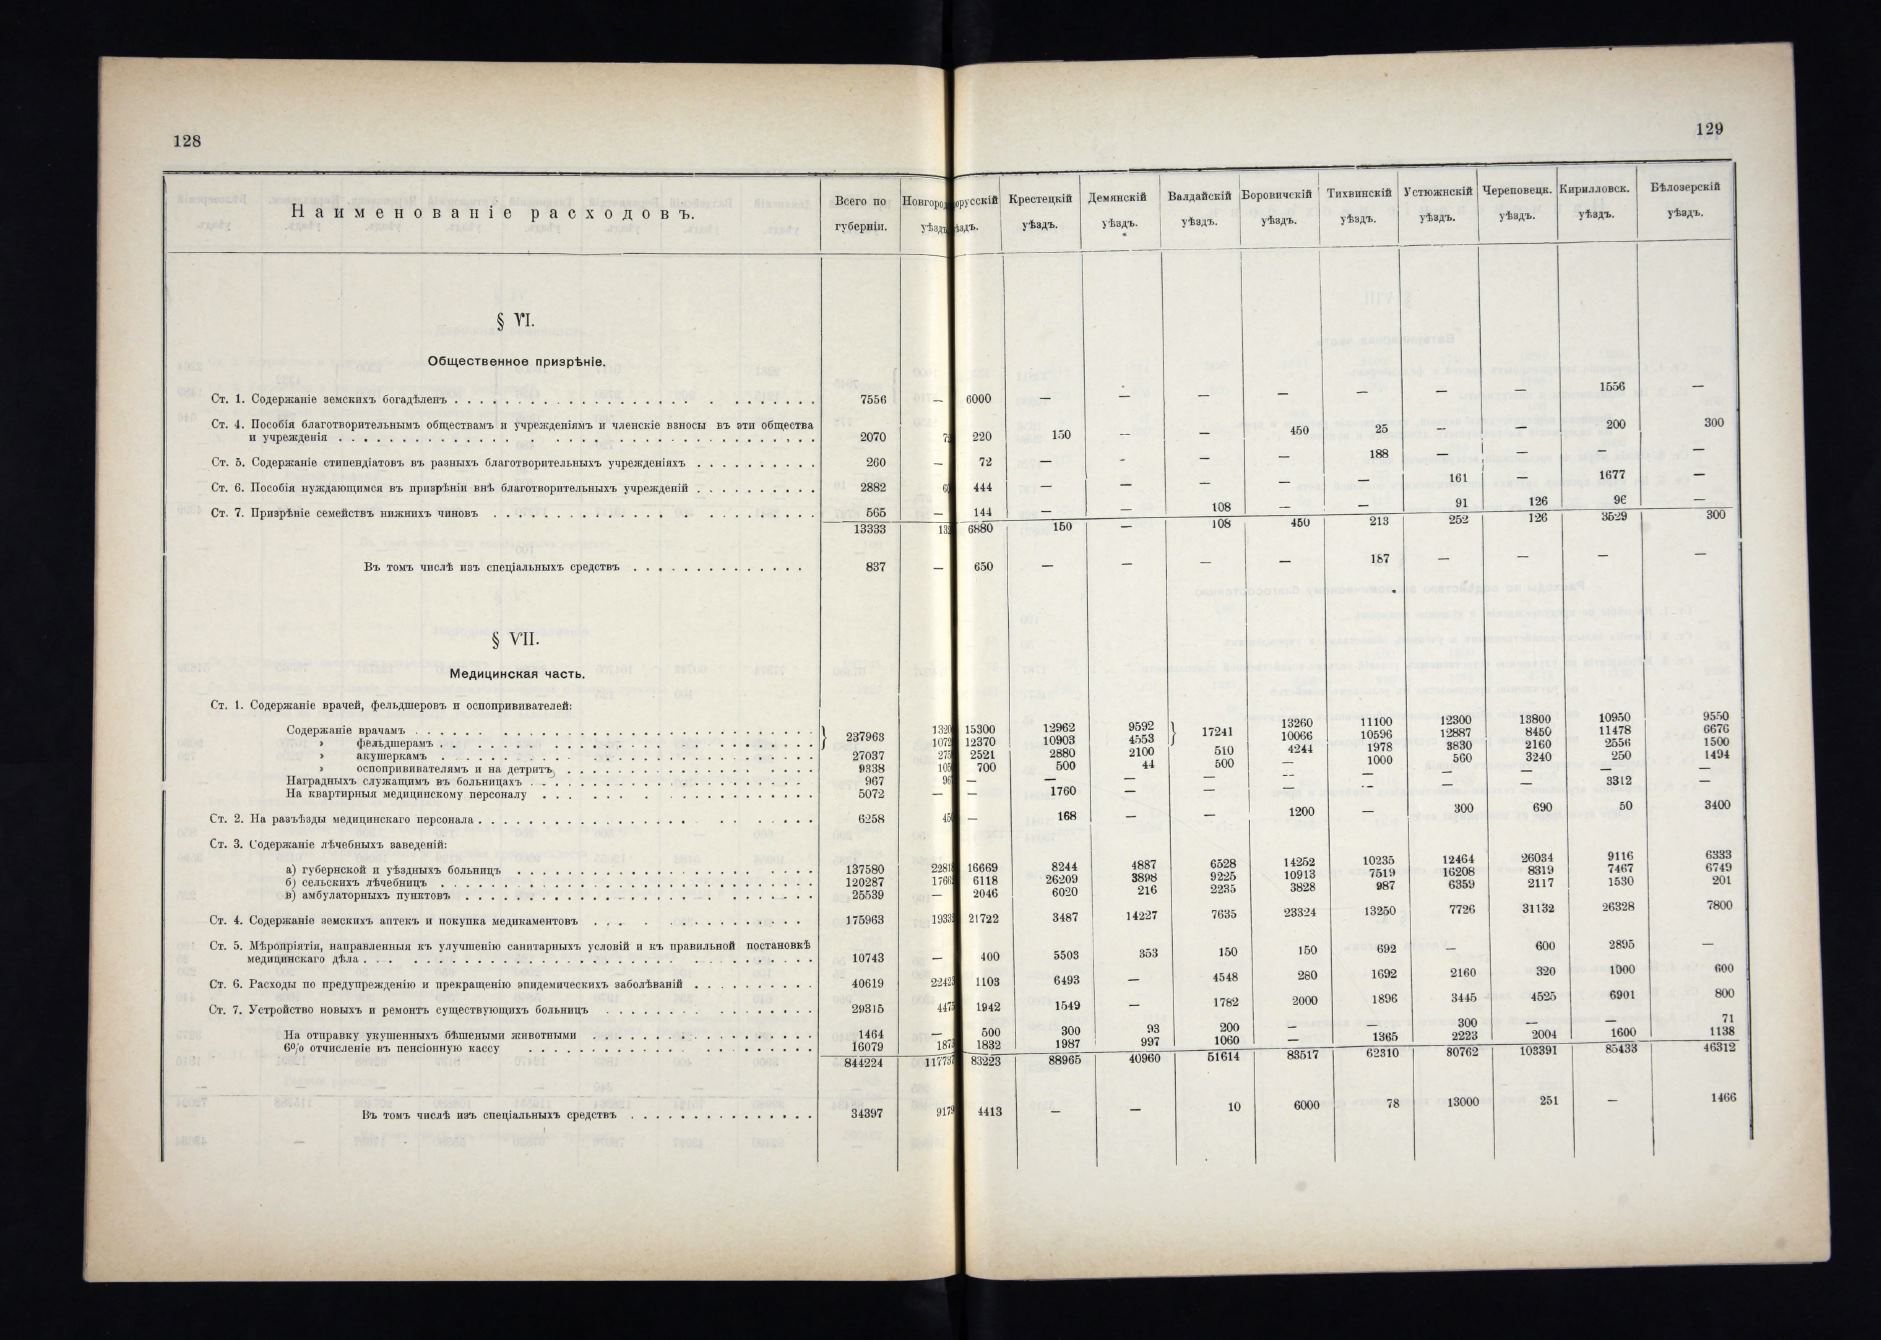 128
129
Наименованіе расходовъ. Всего по губерніи. уѣздъ. Крестецкій уѣздъ. Демянскій уѣздъ. Валдайскій уѣздъ. Боровичскій уѣздъ. Тихвинскій уѣздъ. Устюжнскій уѣздъ. Череповецк. уѣздъ. Кирилловск. уѣздъ. Бѣлозерскій уѣздъ.
§ VI.
Общественное призрѣніе.
Ст. 1. Содержаніе земскихъ богадѣленъ 7556 — 6000 — — — — — — — 1556 —
Ст. 4. Пособія благотворительнымъ обществамъ и учрежденіямъ и членскіе взносы въ эти общества
и учрежденія 2070 220 150 — — 450 25 — — 200 300
Ст. 5. Содержаніе стипендіатовъ въ разныхъ благотворительныхъ учрежденіяхъ 260 — 72 — - — — 188 — — — —
Ст. 6. Пособія нуждающимся въ призрѣніи внѣ благотворительныхъ учрежденій 2882 444 — — — — — 161 — 1677 —
Ст. 7. Призрѣніе семействъ нижнихъ чиновъ 565 — 144 — — 108 — — 91 126 96 —
13333 6880 150 — 108 450 213 252 126 3529 300
Въ томъ числѣ изъ спеціальныхъ средствъ 837 — 650 — — — — 187 — — — —
§ VII.
Медицинская часть.
Ст. 1. Содержаніе врачей, фельдшеровъ и оспопрививателей:
Содержаніе врачамъ } 237963 15300 12962 9592 } 17241 13260 11100 12300 13800 10950 9550
» фельдшерамъ 12370 10903 4553 10066 10596 12887 8450 11478 6676
» акушеркамъ 27037 2521 2880 2100 510 4244 1978 3830 2160 2556 1500
» оспопрививателямъ и на детритъ 9338 700 500 44 500 — 1000 560 3240 250 1494
Наградныхъ служащимъ въ больницахъ 967 — — — — — — — — — —
На квартирныя медицинскому персоналу 5072 — — 1760 — — — — — — 3312 —
Ст. 2. На разъѣзды медицинскаго персонала 6258 — 168 — — 1200 — 300 690 50 3400
Ст. 3. Содержаніе лѣчебныхъ заведеній:
а) губернской и уѣздныхъ больницъ 137580 16669 8244 4887 6528 14252 10235 12464 26034 9116 6333
б) сельскихъ лѣчебницъ 120287 6118 26209 3898 9225 10913 7519 16208 8319 7467 6749
в) амбулаторныхъ пунктовъ 25539 — 2046 6020 216 2235 3828 987 6359 2117 1530 201
Ст. 4. Содержаніе земскихъ аптекъ и покупка медикаментовъ 175963 21722 3487 14227 7635 23324 13250 7726 31132 26328 7800
Ст. 5. Мѣропріятія, направленныя къ улучшенію санитарныхъ условій и къ правильной постановкѣ
медицинскаго дѣла 10743 — 400 5503 353 150 150 692 — 600 2895 —
Ст. 6. Расходы по предупрежденію и прекращенію эпидемическихъ заболѣваній 40619 1103 6493 — 4548 280 1692 2160 320 1000 600
Ст. 7. Устройство новыхъ и ремонтъ существующихъ больницъ 29315 1942 1549 — 1782 2000 1896 3445 4525 6901 800
На отправку укушенныхъ бѣшеными животными 1464 — 500 300 93 200 — — 300 — — 71
6% отчисленіе въ пенсіонную кассу 16079 1832 1987 997 1060 — 1365 2223 2004 1600 1138
844224 83223 88965 40960 51614 83517 62310 80762 103391 85433 46312
Въ томъ числѣ изъ спеціальныхъ средствъ 34397 4413 — — 10 6000 78 13000 251 — 1466